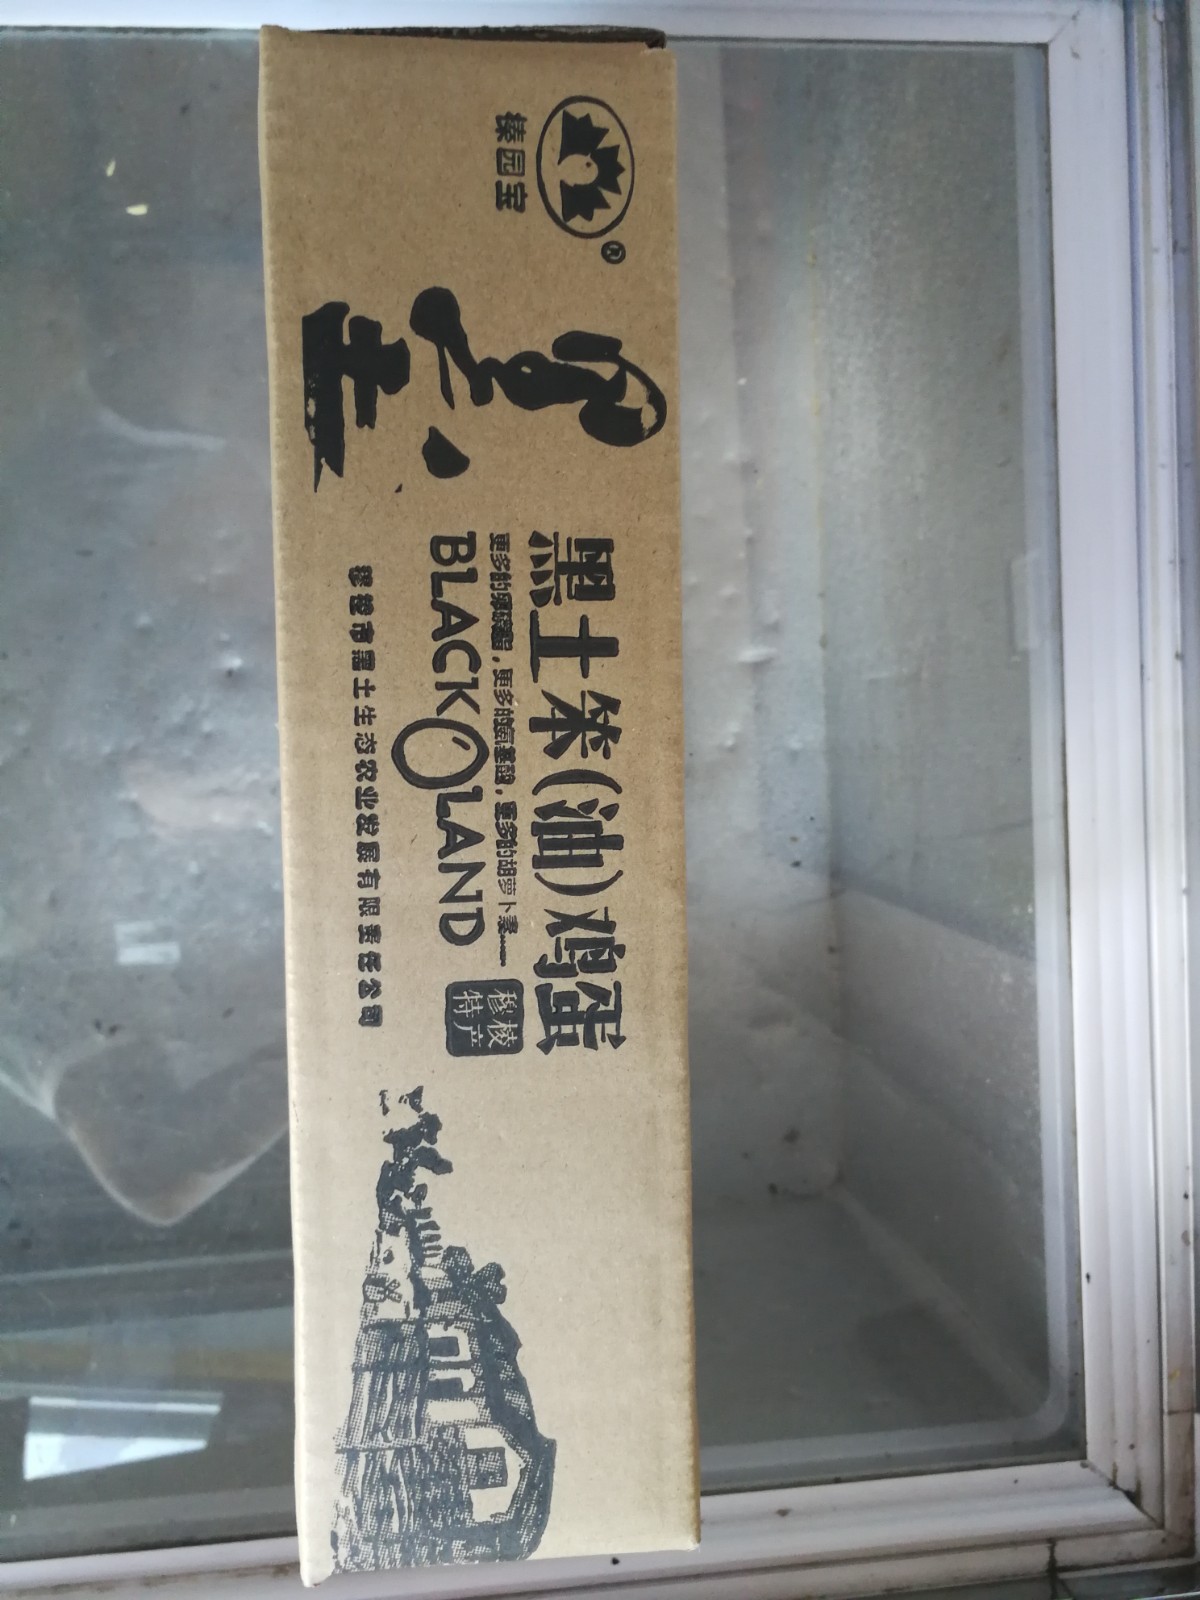 榛园宝
®
黑土
黑土笨(油)鸡蛋
更多的卵磷脂，更多的氨基酸，更多的胡萝卜素……
BLACK LAND
穆棱
特产
穆棱市黑土生态农业发展有限责任公司